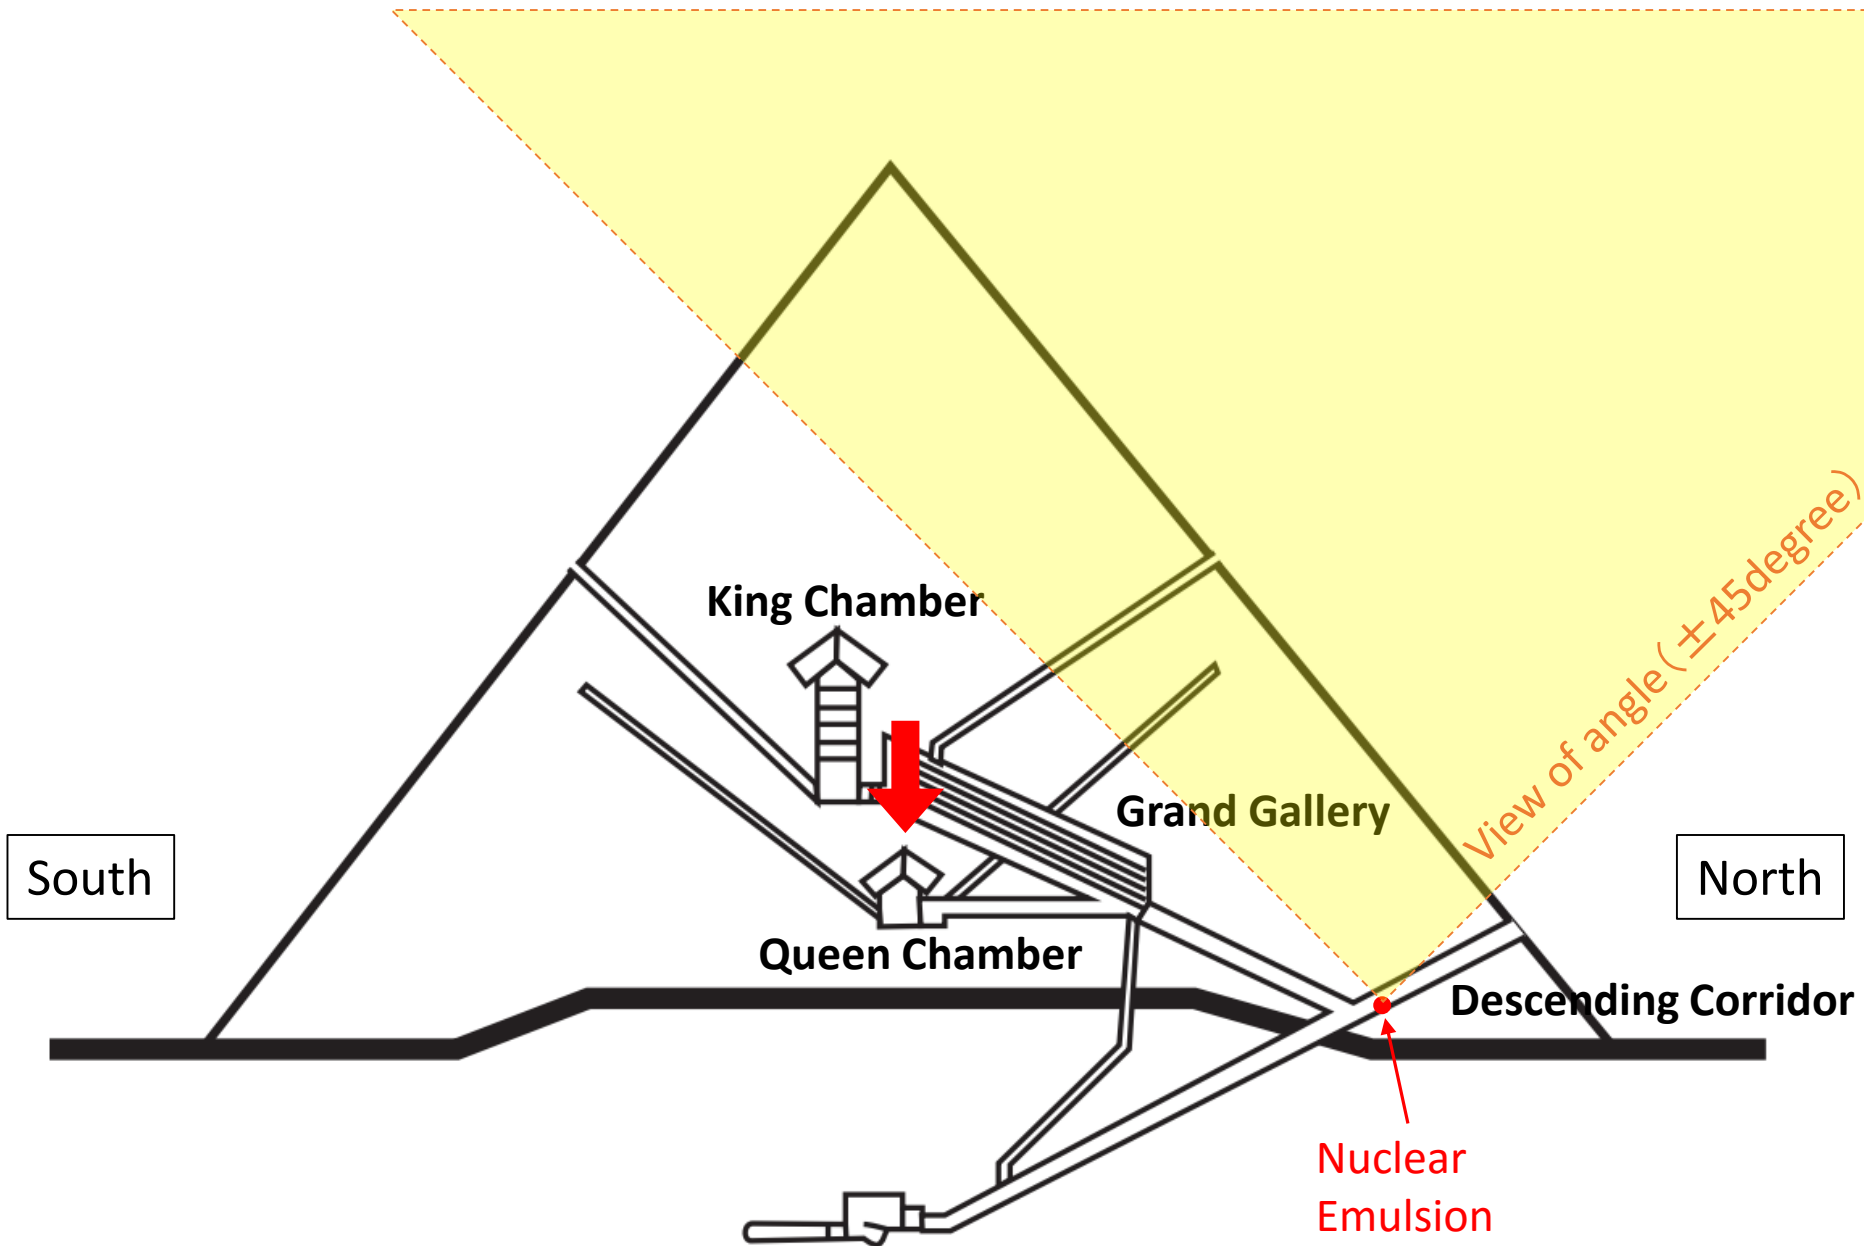 King Chamber
View of angle（±45degree）
Grand Gallery
South
North
Queen Chamber
Descending Corridor
Nuclear
Emulsion